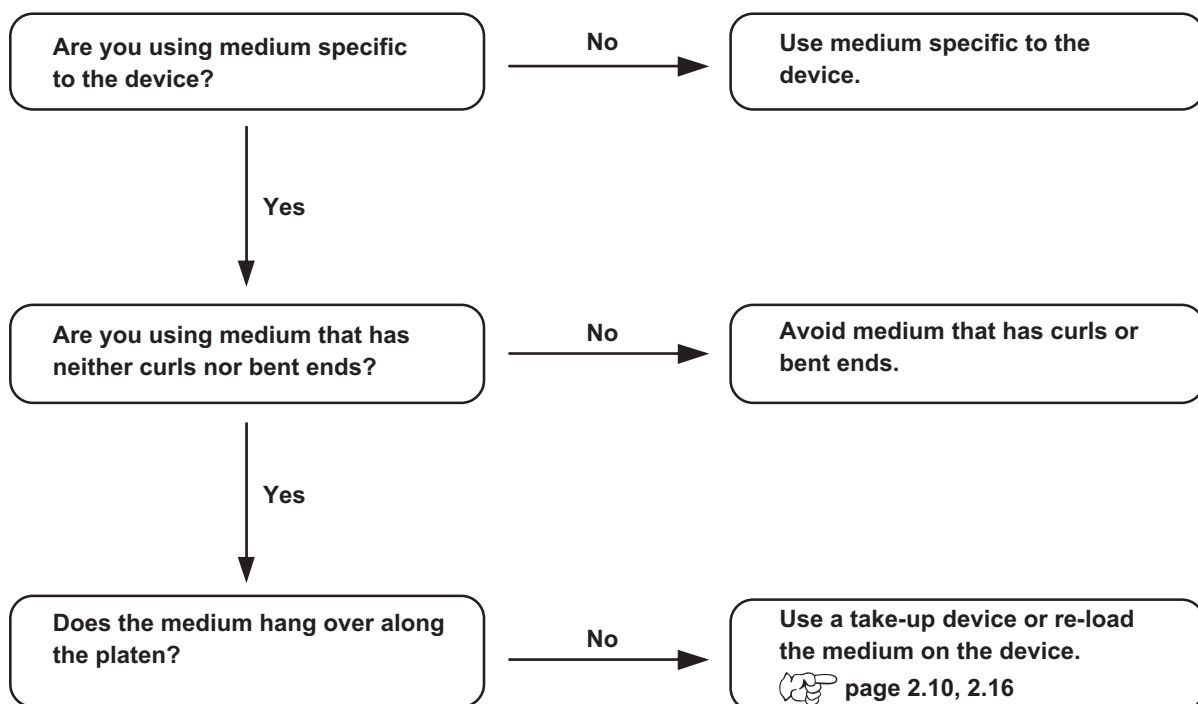 Are you using medium specific
to the device?
No
Use medium specific to the
device.
Yes
Are you using medium that has
neither curls nor bent ends?
No
Avoid medium that has curls or
bent ends.
Yes
Does the medium hang over along
the platen?
No
Use a take-up device or re-load
the medium on the device.
page 2.10, 2.16